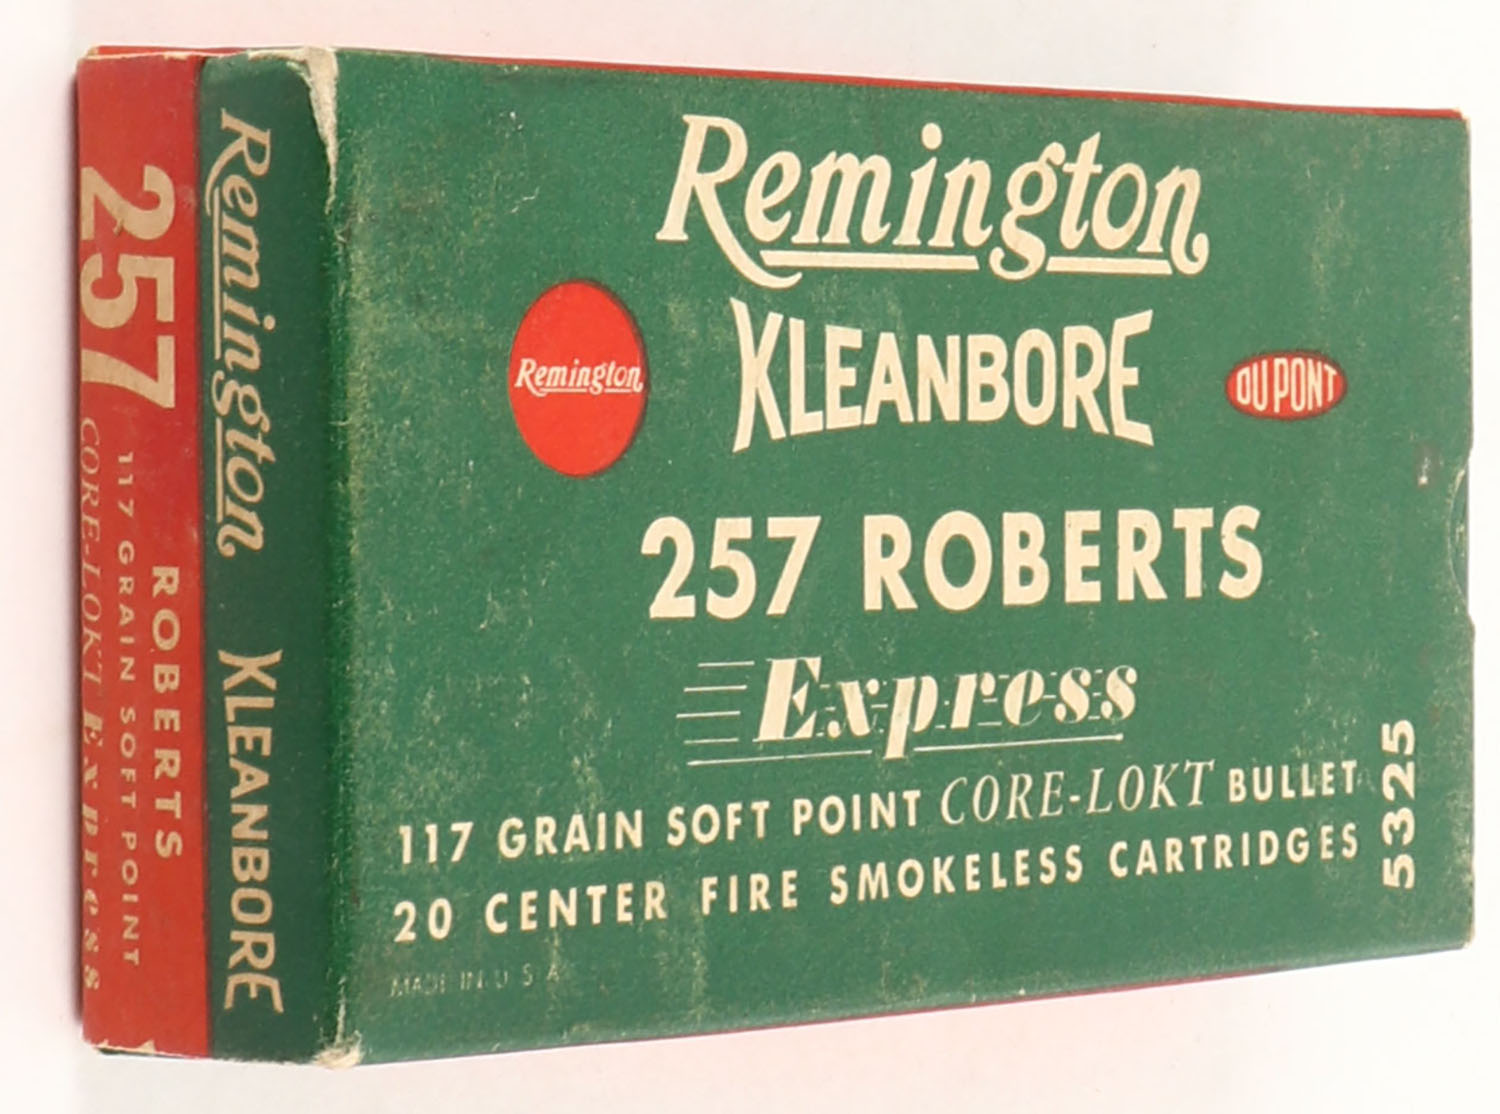 Remington
KLEANBORE
Remington
DU PONT
257 ROBERTS
Express
117 GRAIN SOFT POINT CORE-LOKT BULLET
20 CENTER FIRE SMOKELESS CARTRIDGES
5325
MADE IN U.S.A.
Remington KLEANBORE
257 ROBERTS
117 GRAIN SOFT POINT
CORE-LOKT Express